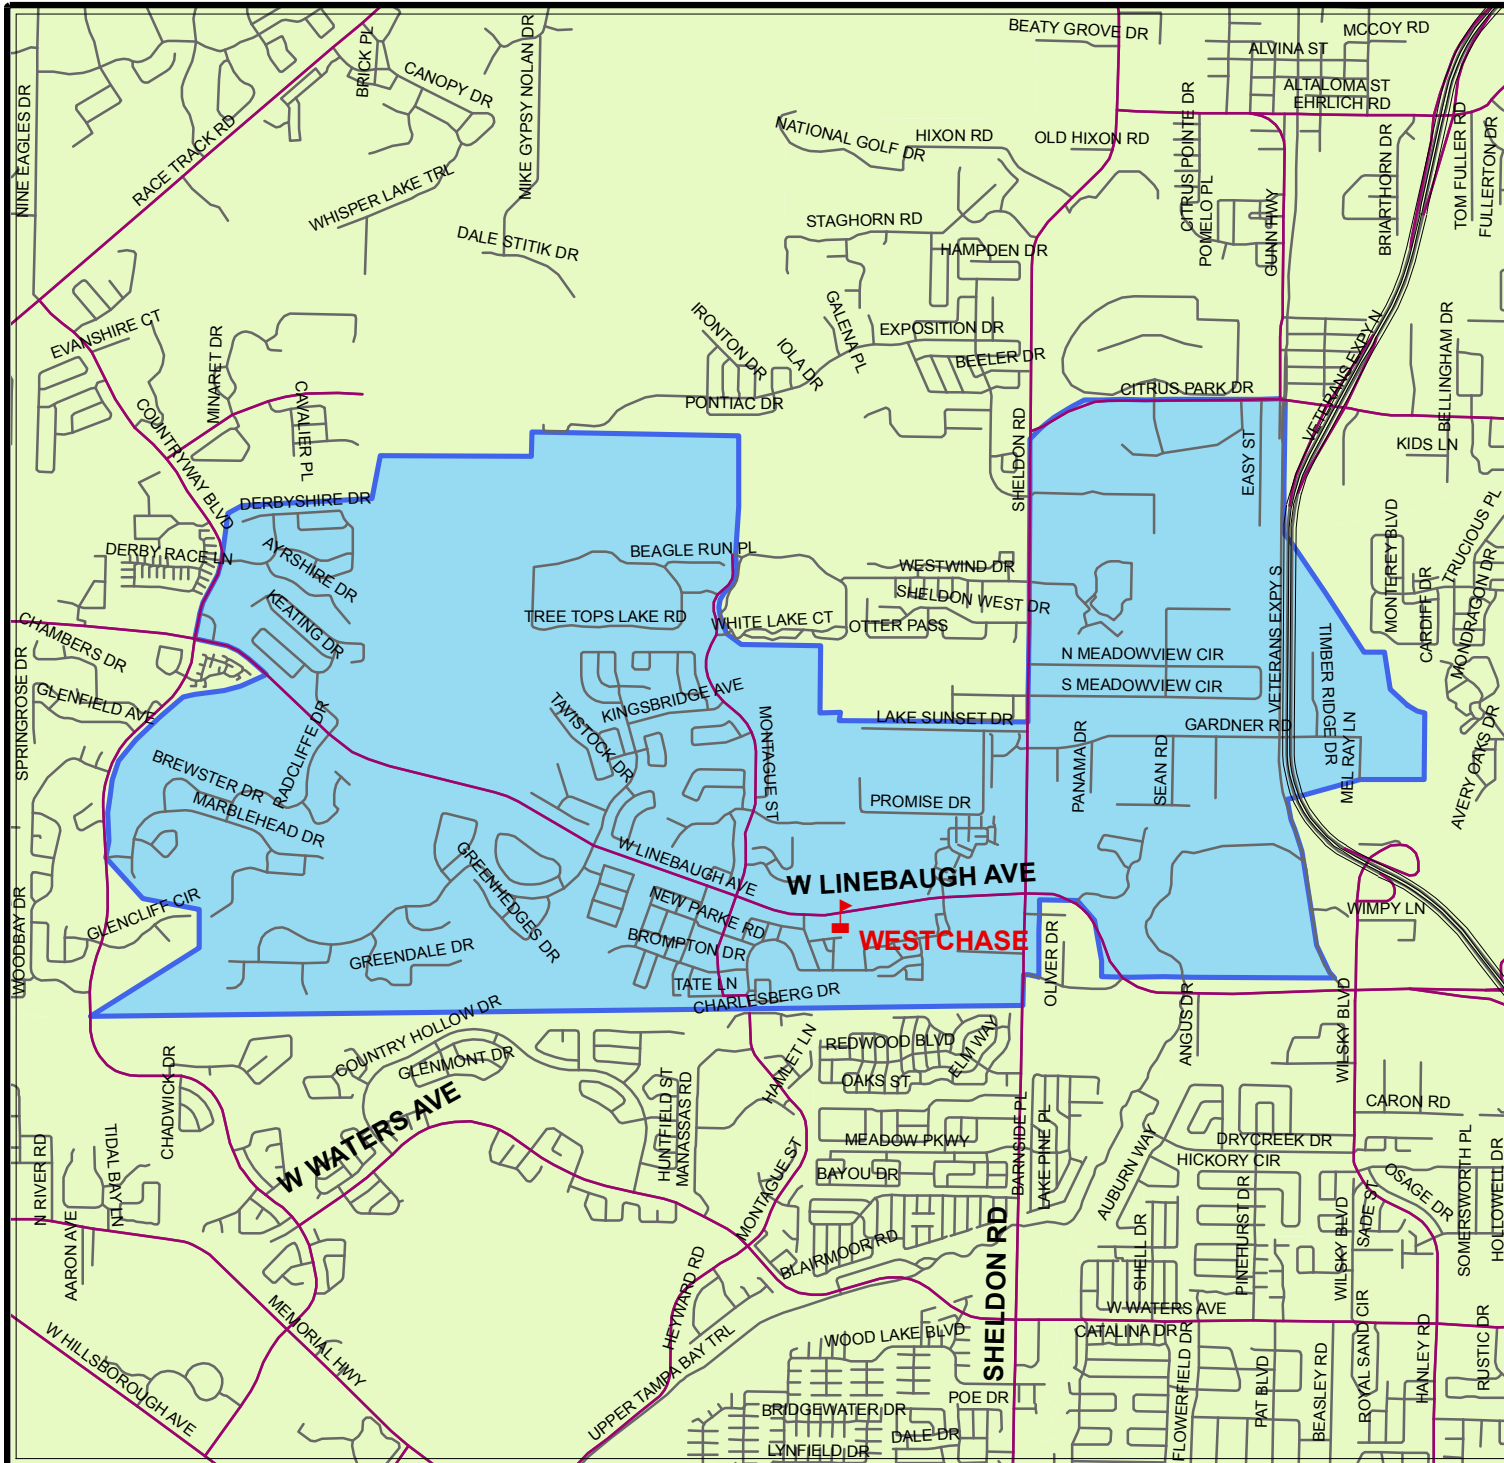 BEATY GROVE DR
MCCOY RD
ALVINA ST
ALTALOMA ST
EHRLICH RD
NINE EAGLES DR
BRICK PL
CANOPY DR
MIKE GYPSY NOLAN DR
RACE TRACK RD
WHISPER LAKE TRL
DALE STITIK DR
NATIONAL GOLF DR
HIXON RD
OLD HIXON RD
CITRUS POINTE DR
POMELO PL
GUNN HWY
BRIARTHORN DR
TOM FULLER RD
FULLERTON DR
STAGHORN RD
HAMPDEN DR
EVANSHIRE CT
MINARET DR
CAVALIER PL
COUNTRYWAY BLVD
IRONTON DR
IOLA DR
GALENA PL
EXPOSITION DR
BEELER DR
PONTIAC DR
CITRUS PARK DR
SHELDON RD
EASY ST
VETERANS EXPY N
BELLINGHAM DR
KIDS LN
DERBYSHIRE DR
DERBY RACE LN
AYRSHIRE DR
KEATING DR
BEAGLE RUN PL
TREE TOPS LAKE RD
WHITE LAKE CT
WESTWIND DR
SHELDON WEST DR
OTTER PASS
VETERANS EXPY S
MONTEREY BLVD
CARDIFF DR
TRUCIOUS PL
MONDRAGON DR
CHAMBERS DR
GLENFIELD AVE
SPRINGROSE DR
N MEADOWVIEW CIR
S MEADOWVIEW CIR
LAKE SUNSET DR
GARDNER RD
TIMBER RIDGE DR
MEL RAY LN
AVERY OAKS DR
KINGSBRIDGE AVE
TAVISTOCK DR
MONTAGUE ST
RADCLIFFE DR
BREWSTER DR
MARBLEHEAD DR
PROMISE DR
PANAMA DR
SEAN RD
W LINEBAUGH AVE
W LINEBAUGH AVE
GREENHEDGES DR
NEW PARKE RD
BROMPTON DR
WESTCHASE
WOODBAY DR
GLENCLIFF CIR
GREENDALE DR
TATE LN
CHARLESBERG DR
OLIVER DR
WIMPY LN
ANGUS DR
WILSKY BLVD
COUNTRY HOLLOW DR
GLENMONT DR
CHADWICK DR
W WATERS AVE
HUNTFIELD ST
MANASSAS RD
HAMLET LN
REDWOOD BLVD
ELM WAY
OAKS ST
MEADOW PKWY
BAYOU DR
BARNSIDE PL
LAKE PINE PL
AUBURN WAY
CARON RD
DRYCREEK DR
HICKORY CIR
OSAGE DR
SOMERSWORTH PL
HOLLOWELL DR
N RIVER RD
TIDAL BAY LN
AARON AVE
MONTAGUE ST
BLAIRMOOR RD
SHELDON RD
SHELL DR
PINEHURST DR
WILSKY BLVD
SADE ST
HEYWARD RD
MEMORIAL HWY
W HILLSBOROUGH AVE
UPPER TAMPA BAY TRL
WOOD LAKE BLVD
W WATERS AVE
CATALINA DR
FLOWERFIELD DR
PAT BLVD
BEASLEY RD
ROYAL SAND CIR
HANLEY RD
RUSTIC DR
POE DR
BRIDGEWATER DR
DALE DR
LYNFIELD DR